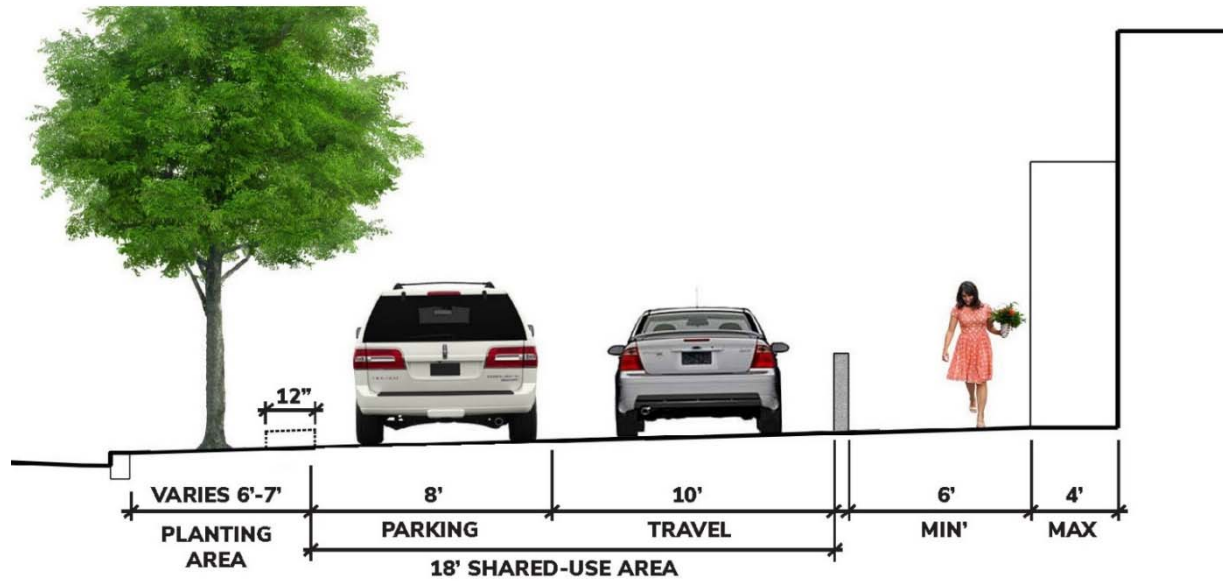 12”
VARIES 6’-7’
8’
10’
6’
4’
PLANTING
AREA
PARKING
TRAVEL
MIN’
MAX
18’ SHARED-USE AREA